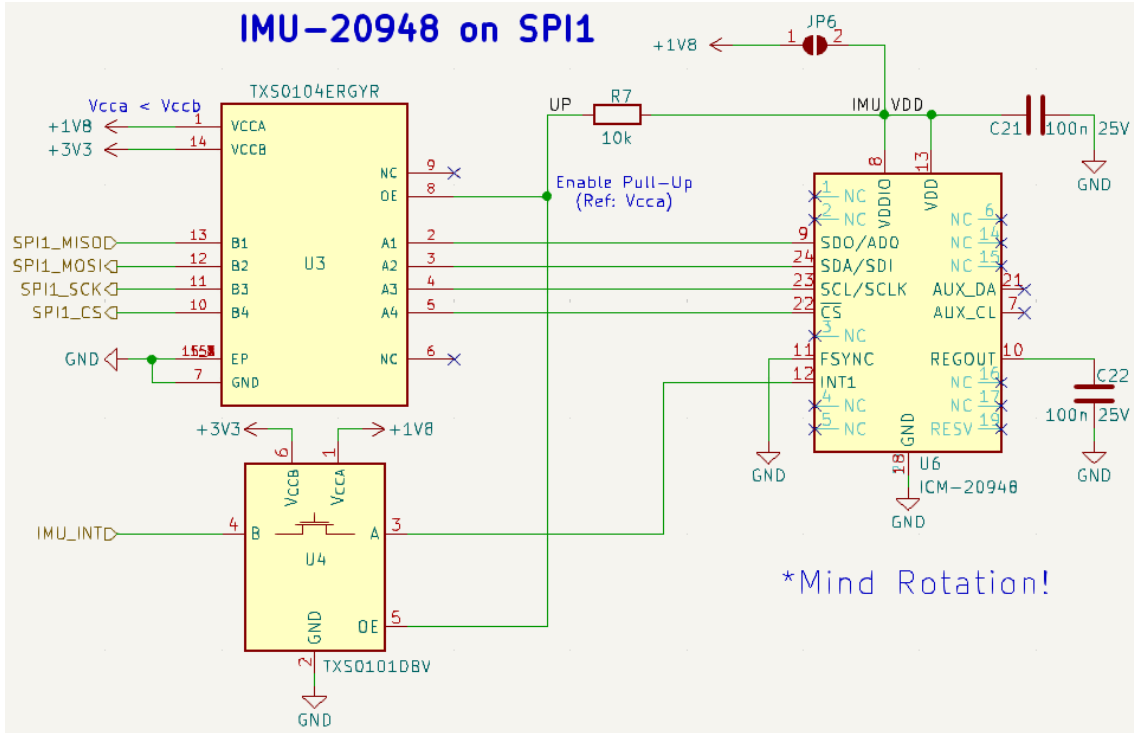 IMU-20948 on SPI1
JP6
+1V8
1
2
TXS0104ERGYR
Vcca < Vccb
+1V8
1
VCCA
+3V3
14
VCCB
NC
9
OE
8
UP
R7
10k
IMU_VDD
C21
100n 25V
GND
Enable Pull-Up
(Ref: Vcca)
SPI1_MISO
13
B1
A1
2
SPI1_MOSI
12
B2
A2
3
SPI1_SCK
11
B3
A3
4
SPI1_CS
10
B4
A4
5
U3
GND
EP
7
GND
NC
6
8
13
VDDIO
VDD
1
NC
2
NC
9
SDO/AD0
24
SDA/SDI
23
SCL/SCLK
22
CS
3
NC
11
FSYNC
12
INT1
4
NC
5
NC
NC
6
NC
14
NC
15
AUX_DA
21
AUX_CL
7
REGOUT
10
NC
16
NC
17
RESV
19
GND
18
U6
ICM-20948
GND
GND
C22
100n 25V
GND
+3V3
+1V8
6
1
VccB
VccA
IMU_INT
4
B
A
3
U4
GND
OE
5
2
TXS0101DBV
GND
*Mind Rotation!